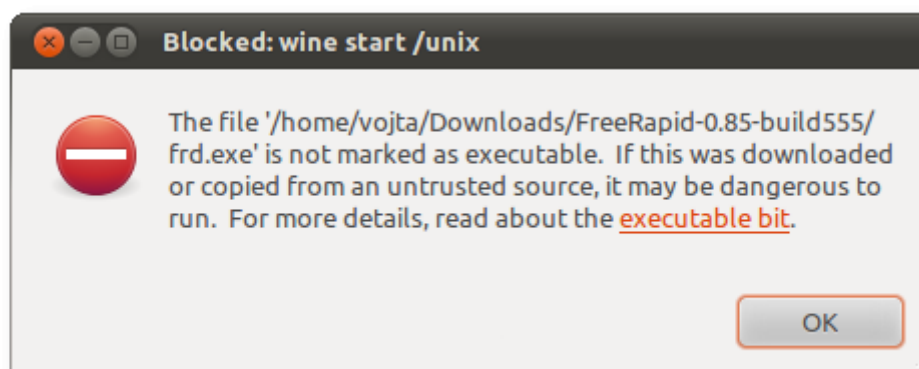 Blocked: wine start /unix
The file '/home/vojta/Downloads/FreeRapid-0.85-build555/
frd.exe' is not marked as executable.  If this was downloaded
or copied from an untrusted source, it may be dangerous to
run.  For more details, read about the executable bit.
OK